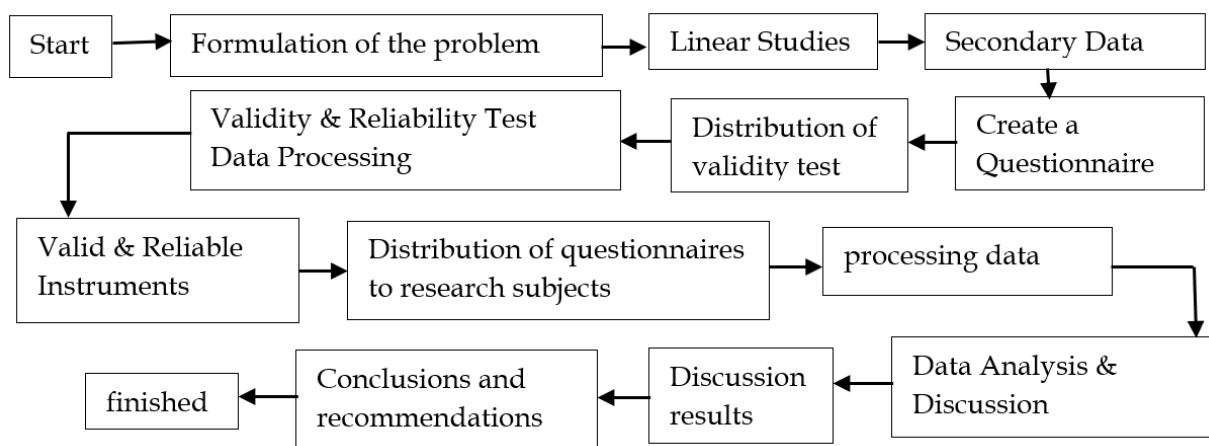 Start
Formulation of the problem
Linear Studies
Secondary Data
Create a
Questionnaire
Distribution of
validity test
Validity & Reliability Test
Data Processing
Valid & Reliable
Instruments
Distribution of questionnaires
to research subjects
processing data
Data Analysis &
Discussion
Discussion
results
Conclusions and
recommendations
finished